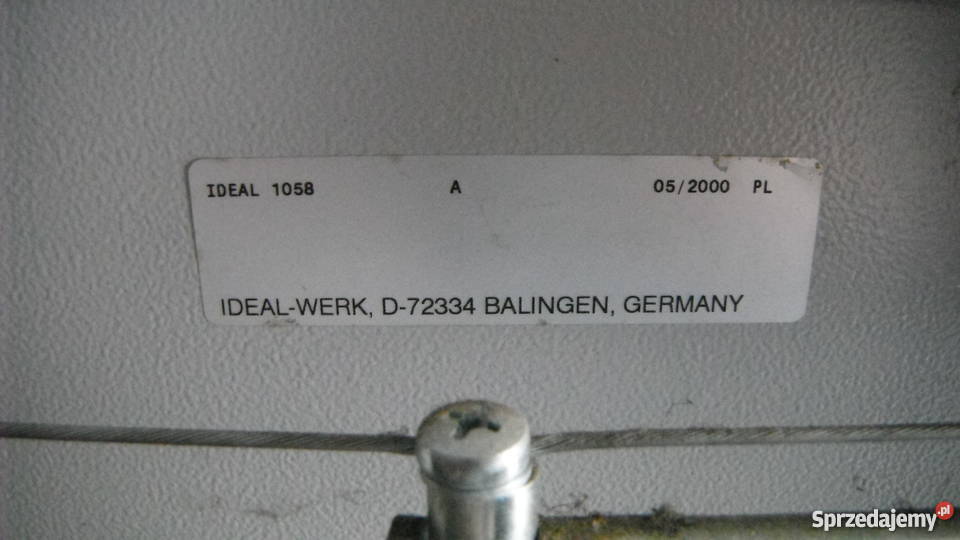 IDEAL 1058 A 05/2000 PL
IDEAL-WERK, D-72334 BALINGEN, GERMANY
Sprzedajemy.pl